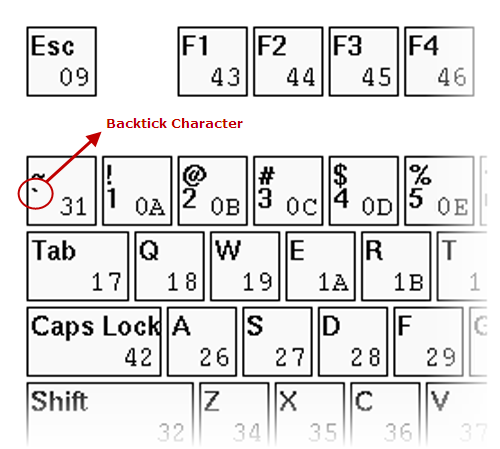 Esc F1 F2 F3 F4
09 43 44 45 46
Backtick Character
~ ! @ # $ %
` 1 2 3 4 5
31 0A 0B 0C 0D 0E
Tab Q W E R T
17 18 19 1A 1B 1
Caps Lock A S D F G
42 26 27 28 29
Shift Z X C V
32 34 35 36 37